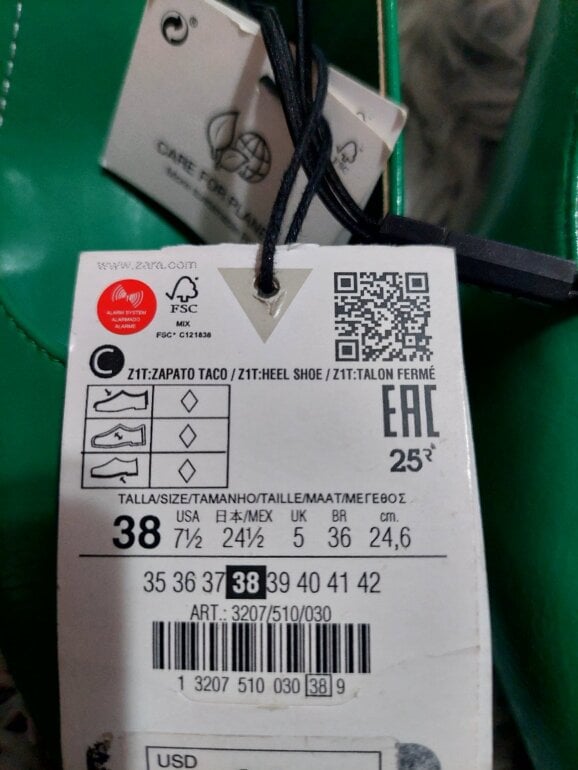 CARE FOR PLANE
FSC
www.zara.com
ALARM SYSTEM
ALARMADO
ALARME
FSC
MIX
FSC® C121836
C
Z1T:ZAPATO TACO / Z1T:HEEL SHOE / Z1T:TALON FERMÉ
EAC
25
TALLA/SIZE/TAMANHO/TAILLE/MAAT/ΜΕΓΕΘΟΣ
USA 日本/MEX UK BR cm.
38 7½ 24½ 5 36 24,6
35 36 37 38 39 40 41 42
ART.: 3207/510/030
1 3207 510 030 38 9
USD